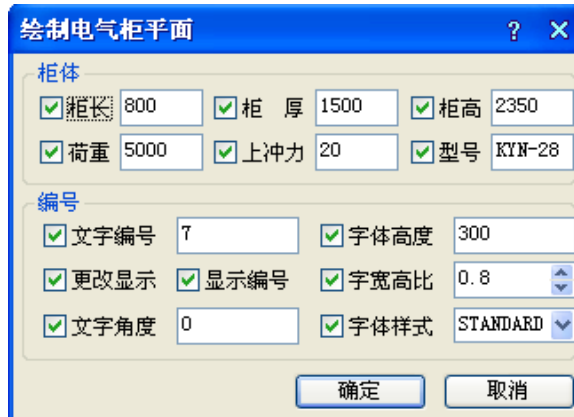 绘制电气柜平面 ?
柜体
柜长 800 柜 厚 1500 柜高 2350
荷重 5000 上冲力 20 型号 KYN-28
编号
文字编号 7 字体高度 300
更改显示 显示编号 字宽高比 0.8
文字角度 0 字体样式 STANDARD
确定 取消